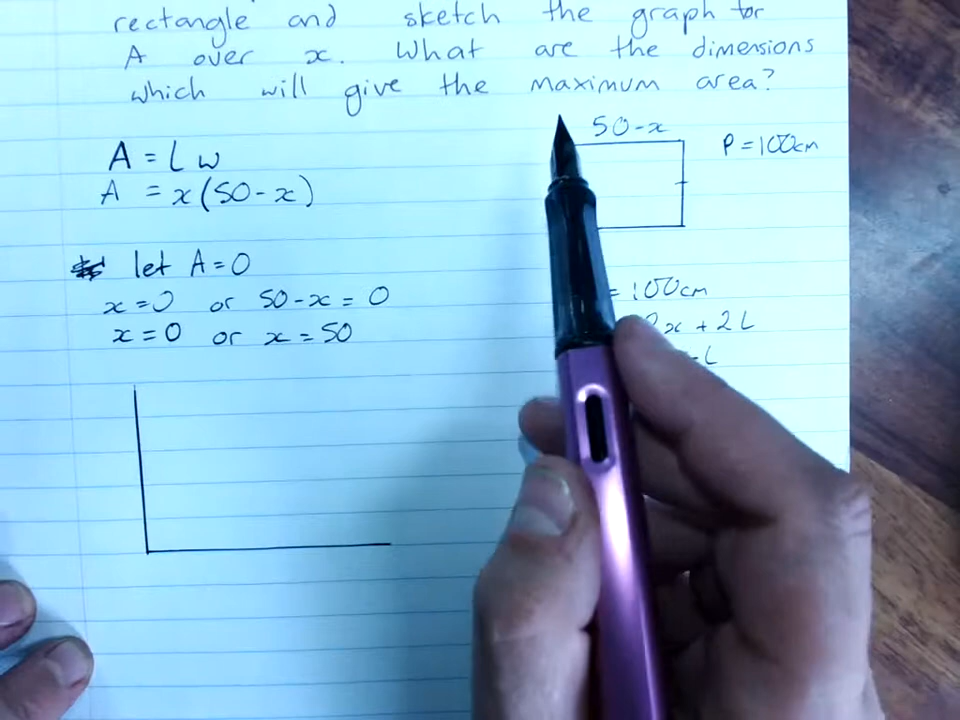 rectangle and sketch the graph for
A over x. What are the dimensions
which will give the maximum area?
50-x
P=100cm
A = L w
A = x(50-x)
let A=0
x=0 or 50-x=0
x=0 or x=50
= 100cm
2x + 2L
-L